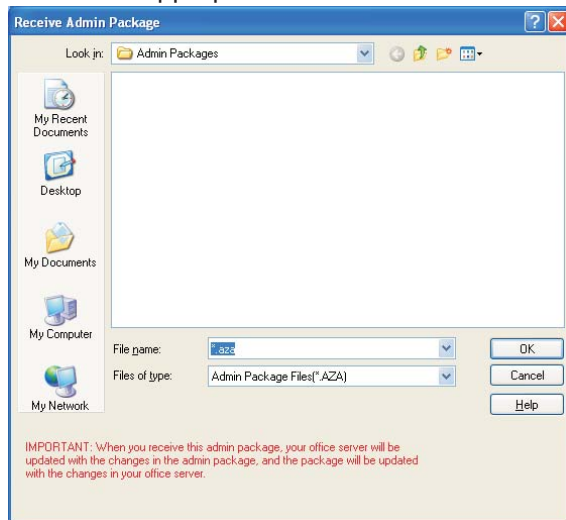 Receive Admin Package
Look in: Admin Packages
My Recent
Documents
Desktop
My Documents
My Computer
My Network
File name: *.aza OK
Files of type: Admin Package Files(*.AZA) Cancel
Help
IMPORTANT: When you receive this admin package, your office server will be
updated with the changes in the admin package, and the package will be updated
with the changes in your office server.